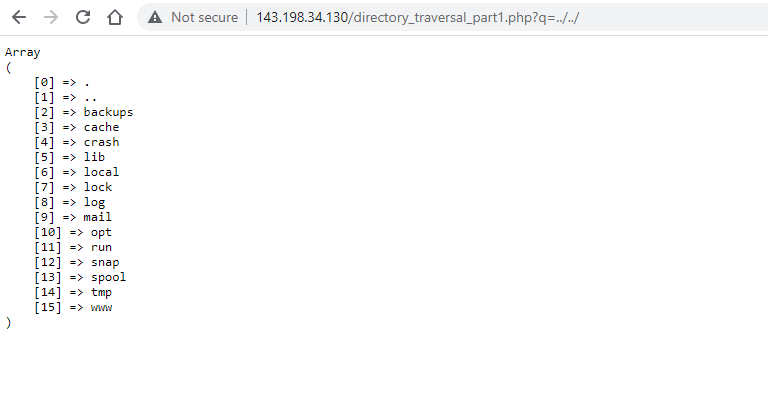 Not secure | 143.198.34.130/directory_traversal_part1.php?q=../../
Array
(
    [0] => .
    [1] => ..
    [2] => backups
    [3] => cache
    [4] => crash
    [5] => lib
    [6] => local
    [7] => lock
    [8] => log
    [9] => mail
    [10] => opt
    [11] => run
    [12] => snap
    [13] => spool
    [14] => tmp
    [15] => www
)